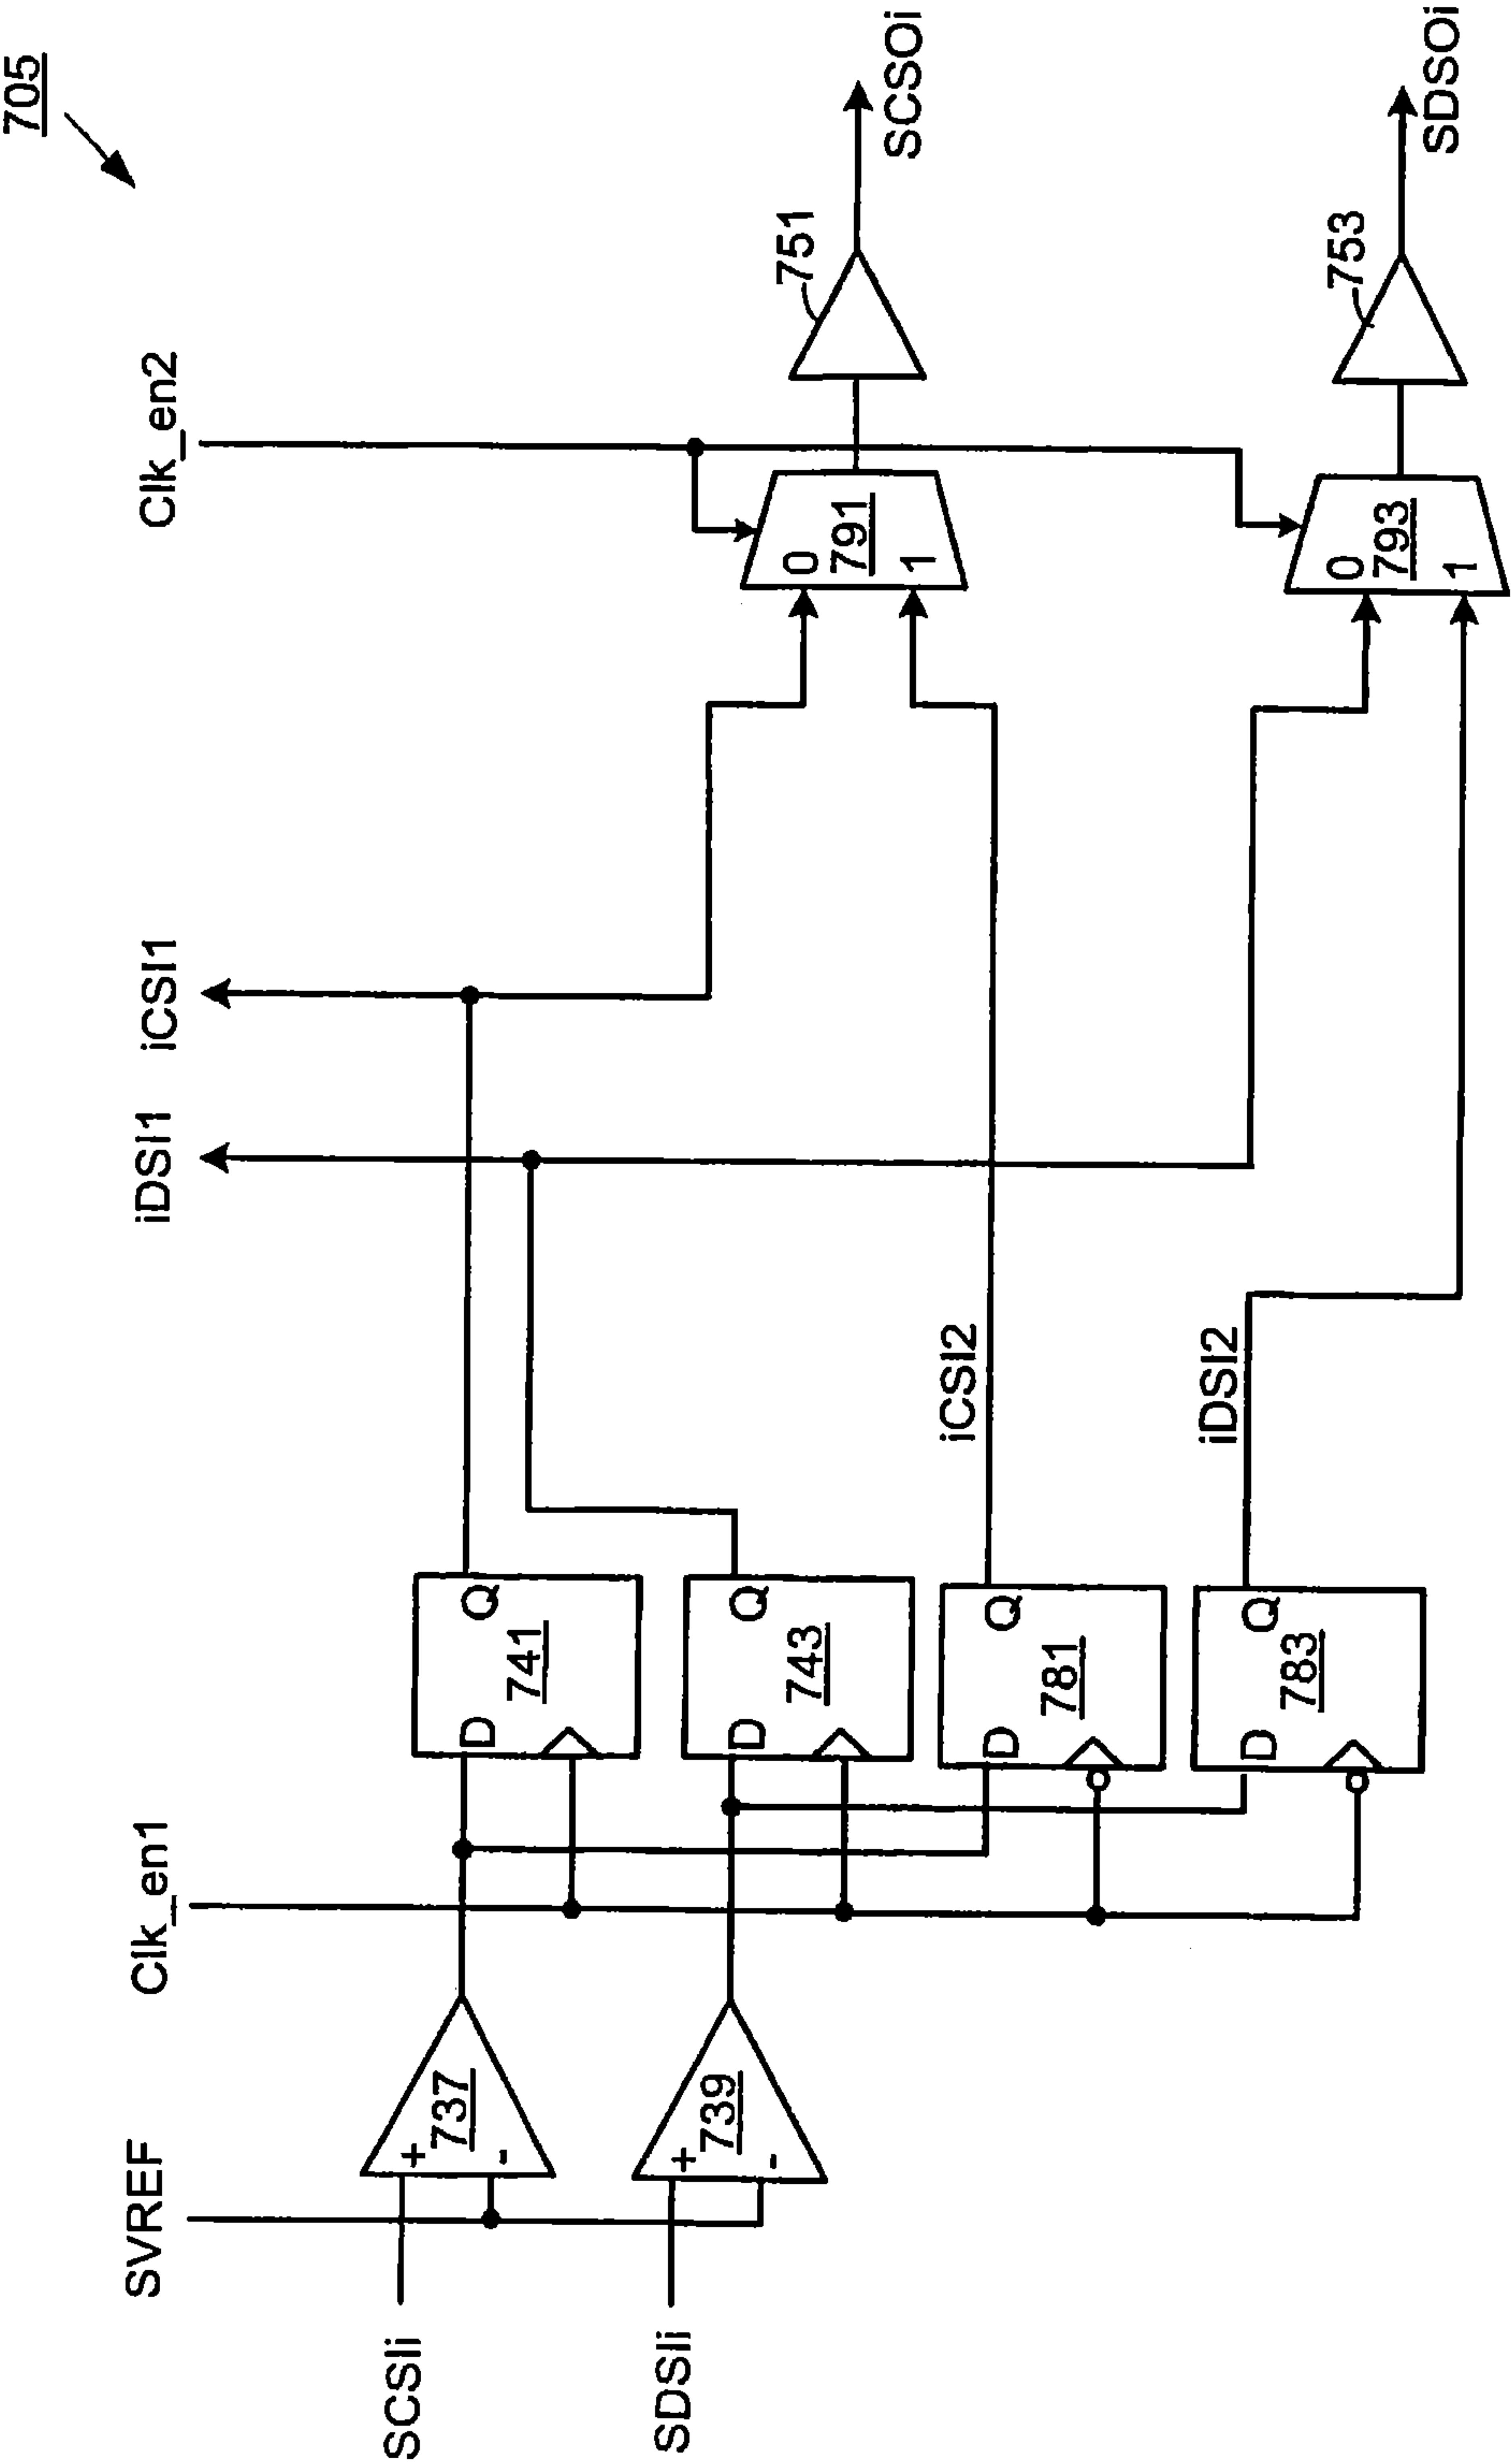 705
SVREF
Clk_en1
iDSI1
iCSI1
Clk_en2
SCSIi
+
737
-
D
741
Q
0
791
1
751
SCSOi
SDSIi
+
739
-
D
743
Q
D
781
Q
iCSI2
D
783
Q
iDSI2
0
793
1
753
SDSOi